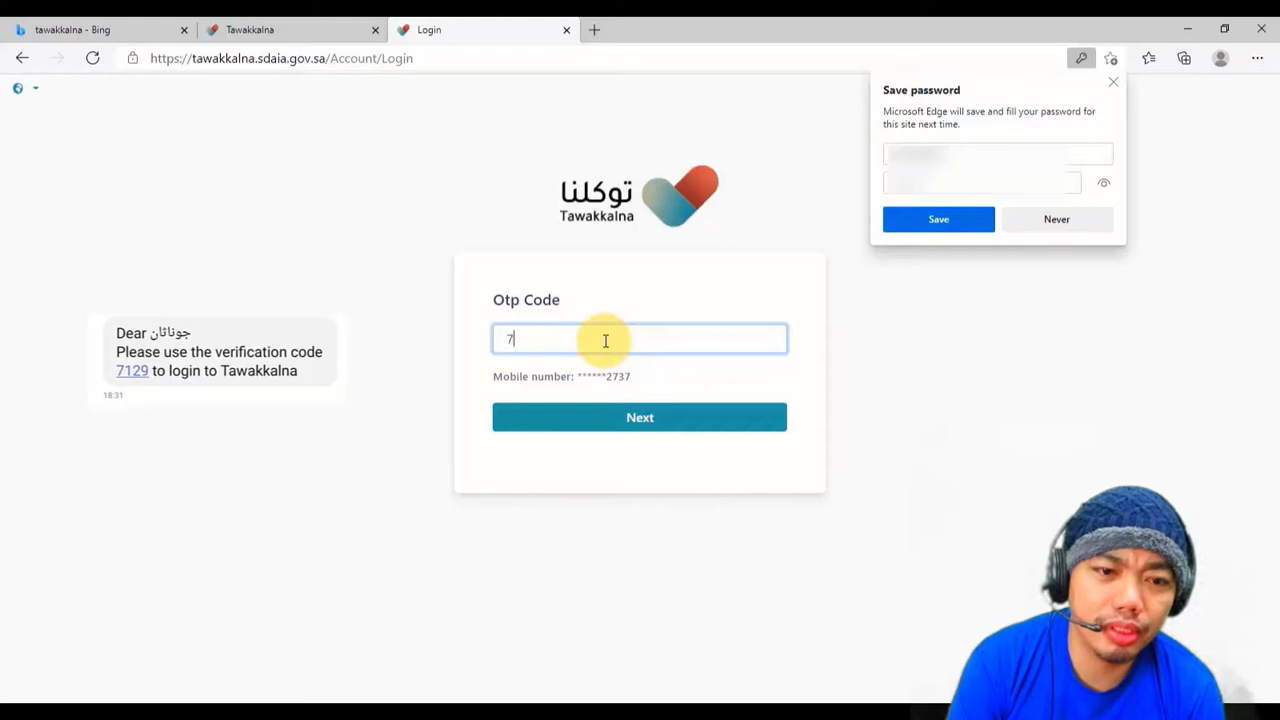 tawakkalna - Bing
Tawakkalna
Login
https://tawakkalna.sdaia.gov.sa/Account/Login
Save password
Microsoft Edge will save and fill your password for
this site next time.
Save
Never
توكلنا
Tawakkalna
Otp Code
7
Mobile number: ******2737
Next
Dear جوناثان
Please use the verification code
7129 to login to Tawakkalna
18:31